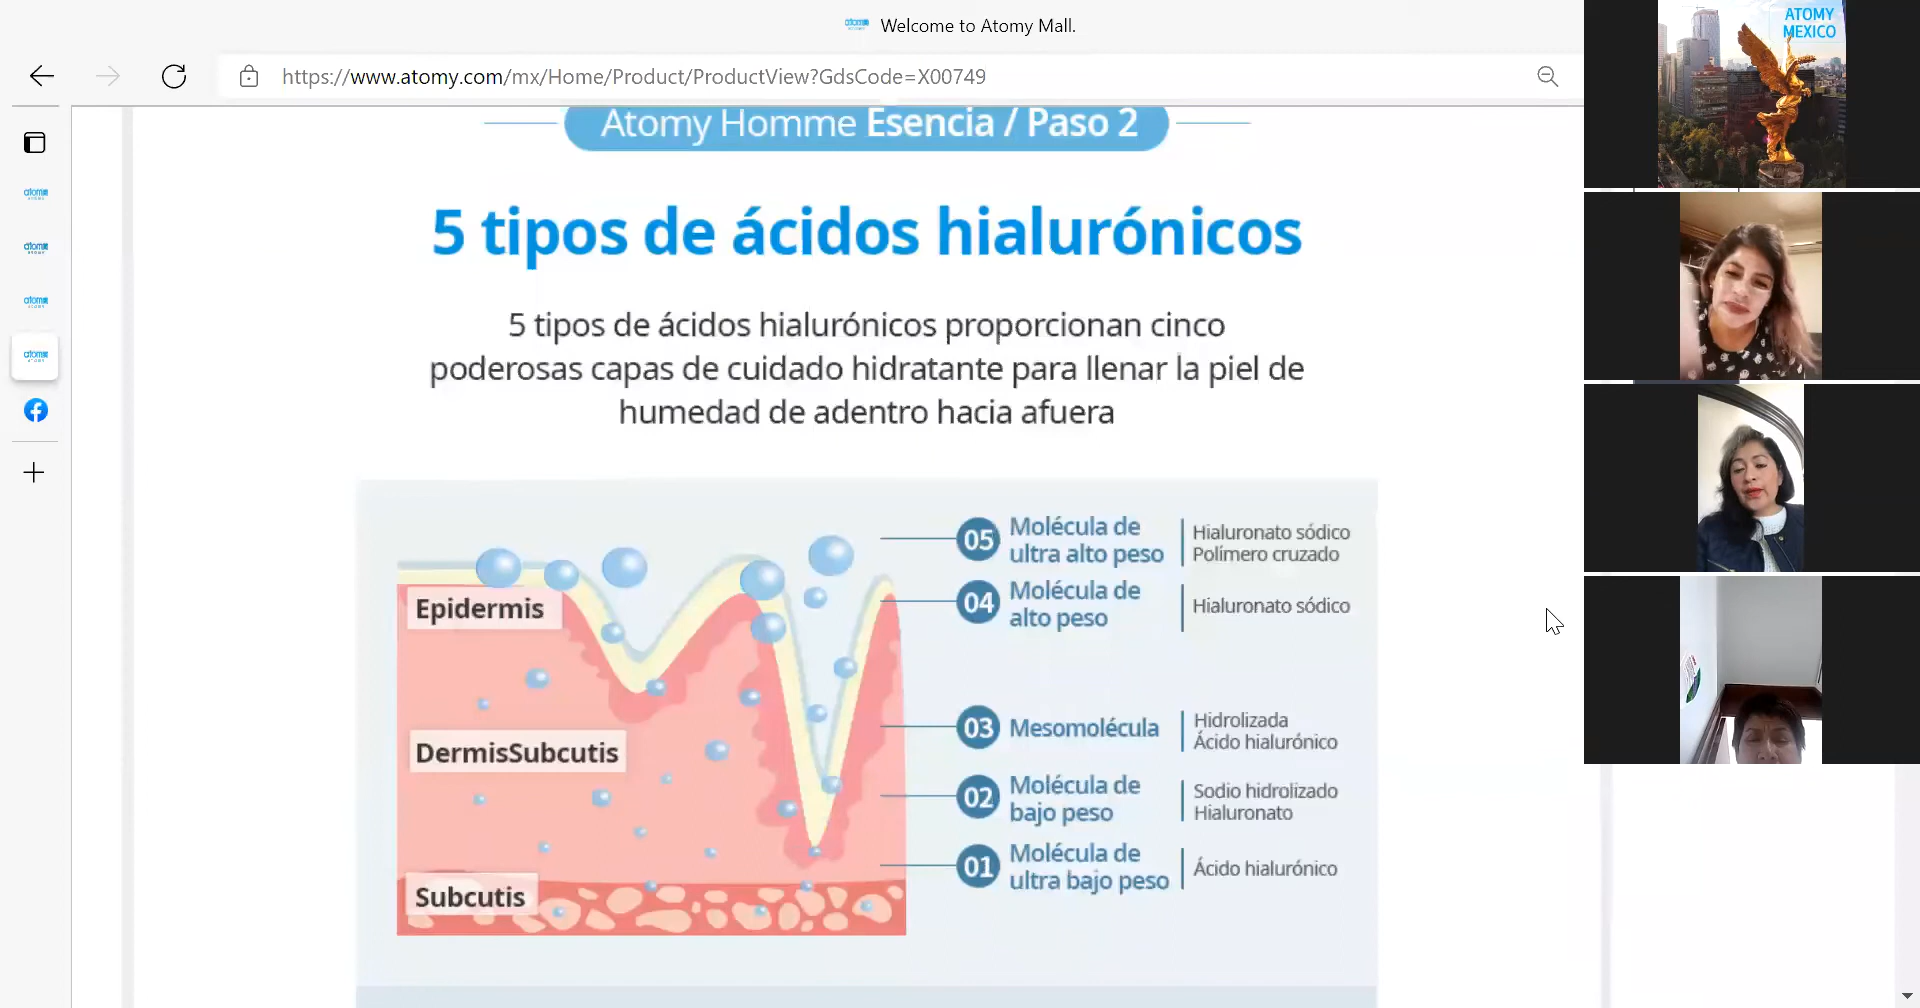 Welcome to Atomy Mall.
https://www.atomy.com/mx/Home/Product/ProductView?GdsCode=X00749
ATOMY
MEXICO
Atomy Homme Esencia / Paso 2
5 tipos de ácidos hialurónicos
5 tipos de ácidos hialurónicos proporcionan cinco
poderosas capas de cuidado hidratante para llenar la piel de
humedad de adentro hacia afuera
Epidermis
DermisSubcutis
Subcutis
05 Molécula de
ultra alto peso
Hialuronato sódico
Polímero cruzado
04 Molécula de
alto peso
Hialuronato sódico
03 Mesomolécula
Hidrolizada
Ácido hialurónico
02 Molécula de
bajo peso
Sodio hidrolizado
Hialuronato
01 Molécula de
ultra bajo peso
Ácido hialurónico